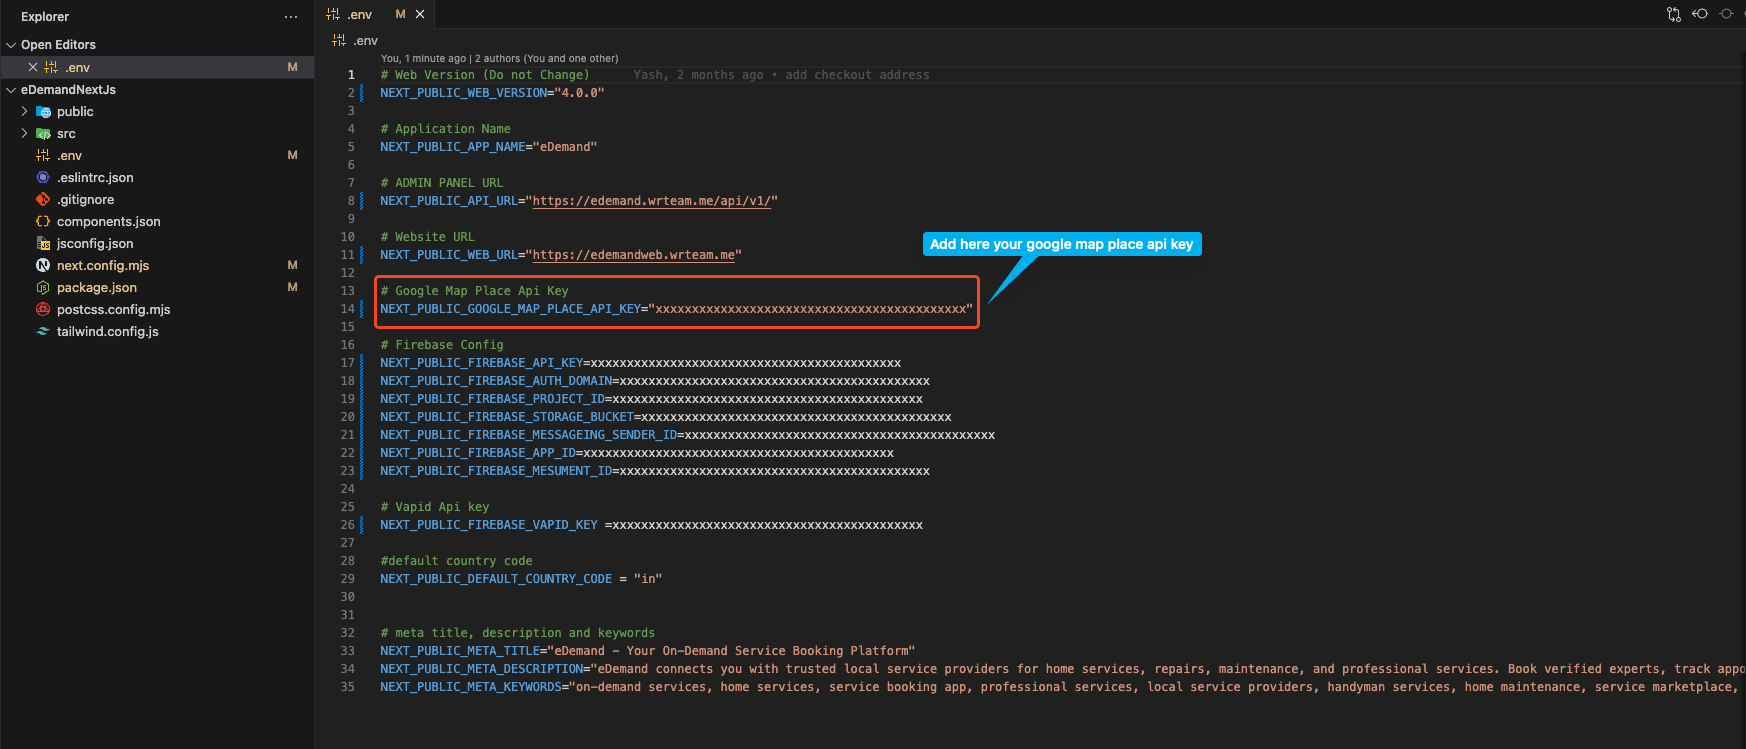 Explorer
Open Editors
.env M
eDemandNextJs
public
src
.env M
.eslintrc.json
.gitignore
components.json
jsconfig.json
next.config.mjs M
package.json M
postcss.config.mjs
tailwind.config.js
.env M
.env
You, 1 minute ago | 2 authors (You and one other)
1 # Web Version (Do not Change) Yash, 2 months ago • add checkout address
2 NEXT_PUBLIC_WEB_VERSION="4.0.0"
3
4 # Application Name
5 NEXT_PUBLIC_APP_NAME="eDemand"
6
7 # ADMIN PANEL URL
8 NEXT_PUBLIC_API_URL="https://edemand.wrteam.me/api/v1/"
9
10 # Website URL
11 NEXT_PUBLIC_WEB_URL="https://edemandweb.wrteam.me"
12
Add here your google map place api key
13 # Google Map Place Api Key
14 NEXT_PUBLIC_GOOGLE_MAP_PLACE_API_KEY="xxxxxxxxxxxxxxxxxxxxxxxxxxxxxxxxxxxxxxxxxxx"
15
16 # Firebase Config
17 NEXT_PUBLIC_FIREBASE_API_KEY=xxxxxxxxxxxxxxxxxxxxxxxxxxxxxxxxxxxxxxxxxxx
18 NEXT_PUBLIC_FIREBASE_AUTH_DOMAIN=xxxxxxxxxxxxxxxxxxxxxxxxxxxxxxxxxxxxxxxxxxx
19 NEXT_PUBLIC_FIREBASE_PROJECT_ID=xxxxxxxxxxxxxxxxxxxxxxxxxxxxxxxxxxxxxxxxxxx
20 NEXT_PUBLIC_FIREBASE_STORAGE_BUCKET=xxxxxxxxxxxxxxxxxxxxxxxxxxxxxxxxxxxxxxxxxxx
21 NEXT_PUBLIC_FIREBASE_MESSAGEING_SENDER_ID=xxxxxxxxxxxxxxxxxxxxxxxxxxxxxxxxxxxxxxxxxxx
22 NEXT_PUBLIC_FIREBASE_APP_ID=xxxxxxxxxxxxxxxxxxxxxxxxxxxxxxxxxxxxxxxxxxx
23 NEXT_PUBLIC_FIREBASE_MESUMENT_ID=xxxxxxxxxxxxxxxxxxxxxxxxxxxxxxxxxxxxxxxxxxx
24
25 # Vapid Api key
26 NEXT_PUBLIC_FIREBASE_VAPID_KEY =xxxxxxxxxxxxxxxxxxxxxxxxxxxxxxxxxxxxxxxxxxx
27
28 #default country code
29 NEXT_PUBLIC_DEFAULT_COUNTRY_CODE = "in"
30
31
32 # meta title, description and keywords
33 NEXT_PUBLIC_META_TITLE="eDemand - Your On-Demand Service Booking Platform"
34 NEXT_PUBLIC_META_DESCRIPTION="eDemand connects you with trusted local service providers for home services, repairs, maintenance, and professional services. Book verified experts, track appo
35 NEXT_PUBLIC_META_KEYWORDS="on-demand services, home services, service booking app, professional services, local service providers, handyman services, home maintenance, service marketplace,